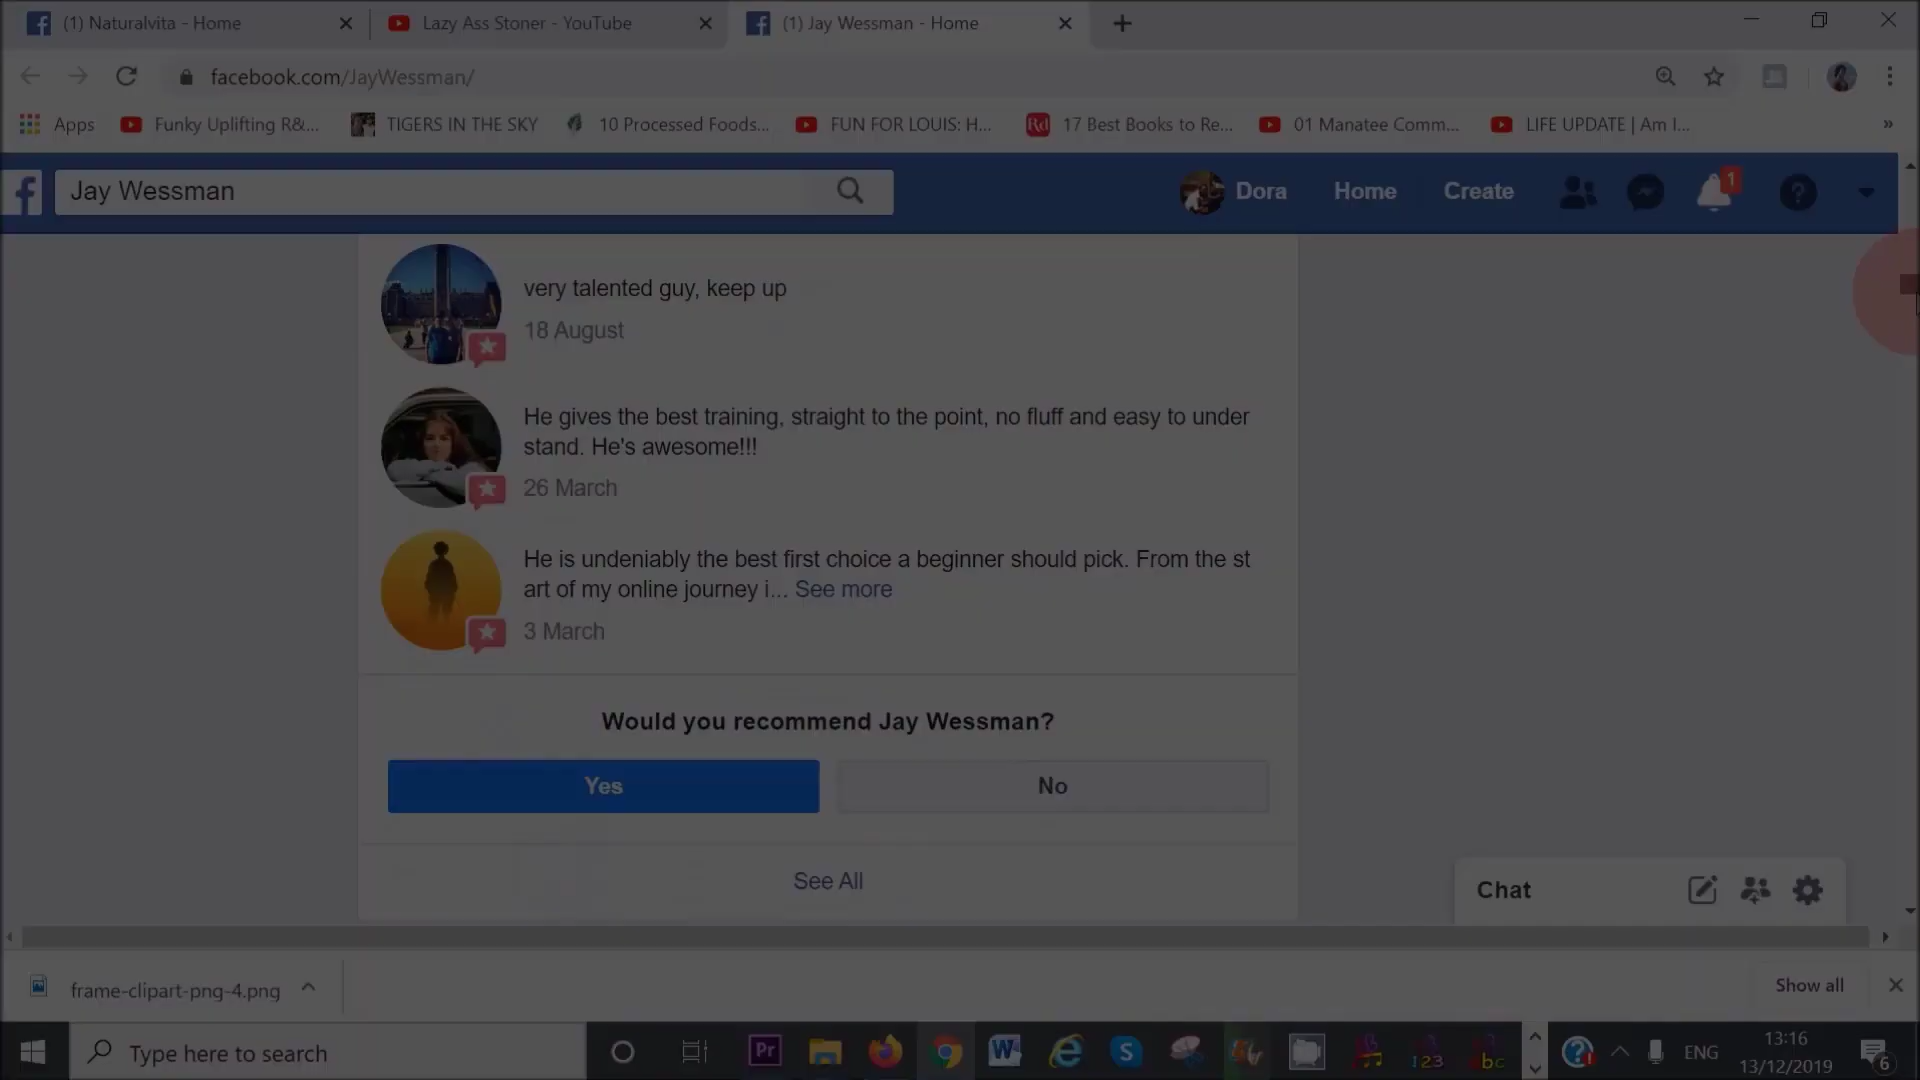 (1) Naturalvita - Home
Lazy Ass Stoner - YouTube
(1) Jay Wessman - Home
facebook.com/JayWessman/
Apps
Funky Uplifting R&...
TIGERS IN THE SKY
10 Processed Foods...
FUN FOR LOUIS: H...
Rd
17 Best Books to Re...
01 Manatee Comm...
LIFE UPDATE | Am I...
»
Jay Wessman
Dora
Home
Create
1
very talented guy, keep up
18 August
He gives the best training, straight to the point, no fluff and easy to under
stand. He's awesome!!!
26 March
He is undeniably the best first choice a beginner should pick. From the st
art of my online journey i... See more
3 March
Would you recommend Jay Wessman?
Yes
No
See All
Chat
frame-clipart-png-4.png
Show all
Type here to search
Pr
W
S
123
abc
ENG
13:16
13/12/2019
6